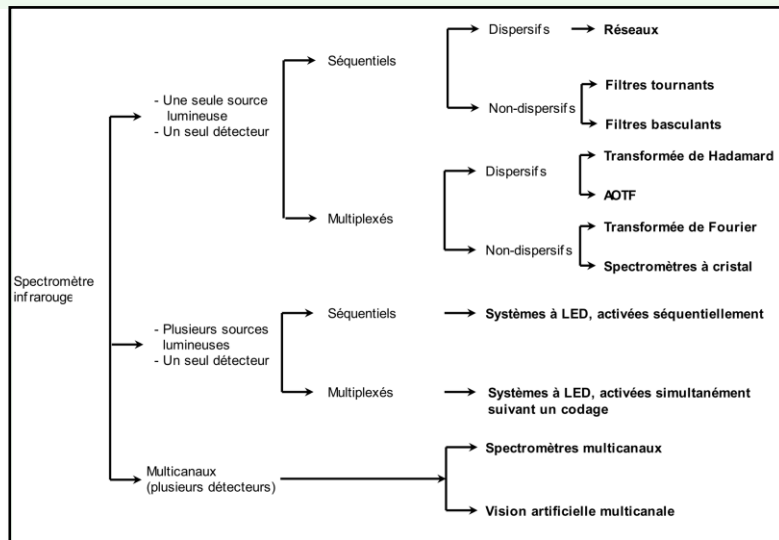 Spectromètre
infrarouge
- Une seule source
lumineuse
- Un seul détecteur
Séquentiels
Dispersifs
Réseaux
Non-dispersifs
Filtres tournants
Filtres basculants
Multiplexés
Dispersifs
Transformée de Hadamard
AOTF
Non-dispersifs
Transformée de Fourier
Spectromètres à cristal
- Plusieurs sources
lumineuses
- Un seul détecteur
Séquentiels
Systèmes à LED, activées séquentiellement
Multiplexés
Systèmes à LED, activées simultanément
suivant un codage
Multicanaux
(plusieurs détecteurs)
Spectromètres multicanaux
Vision artificielle multicanale